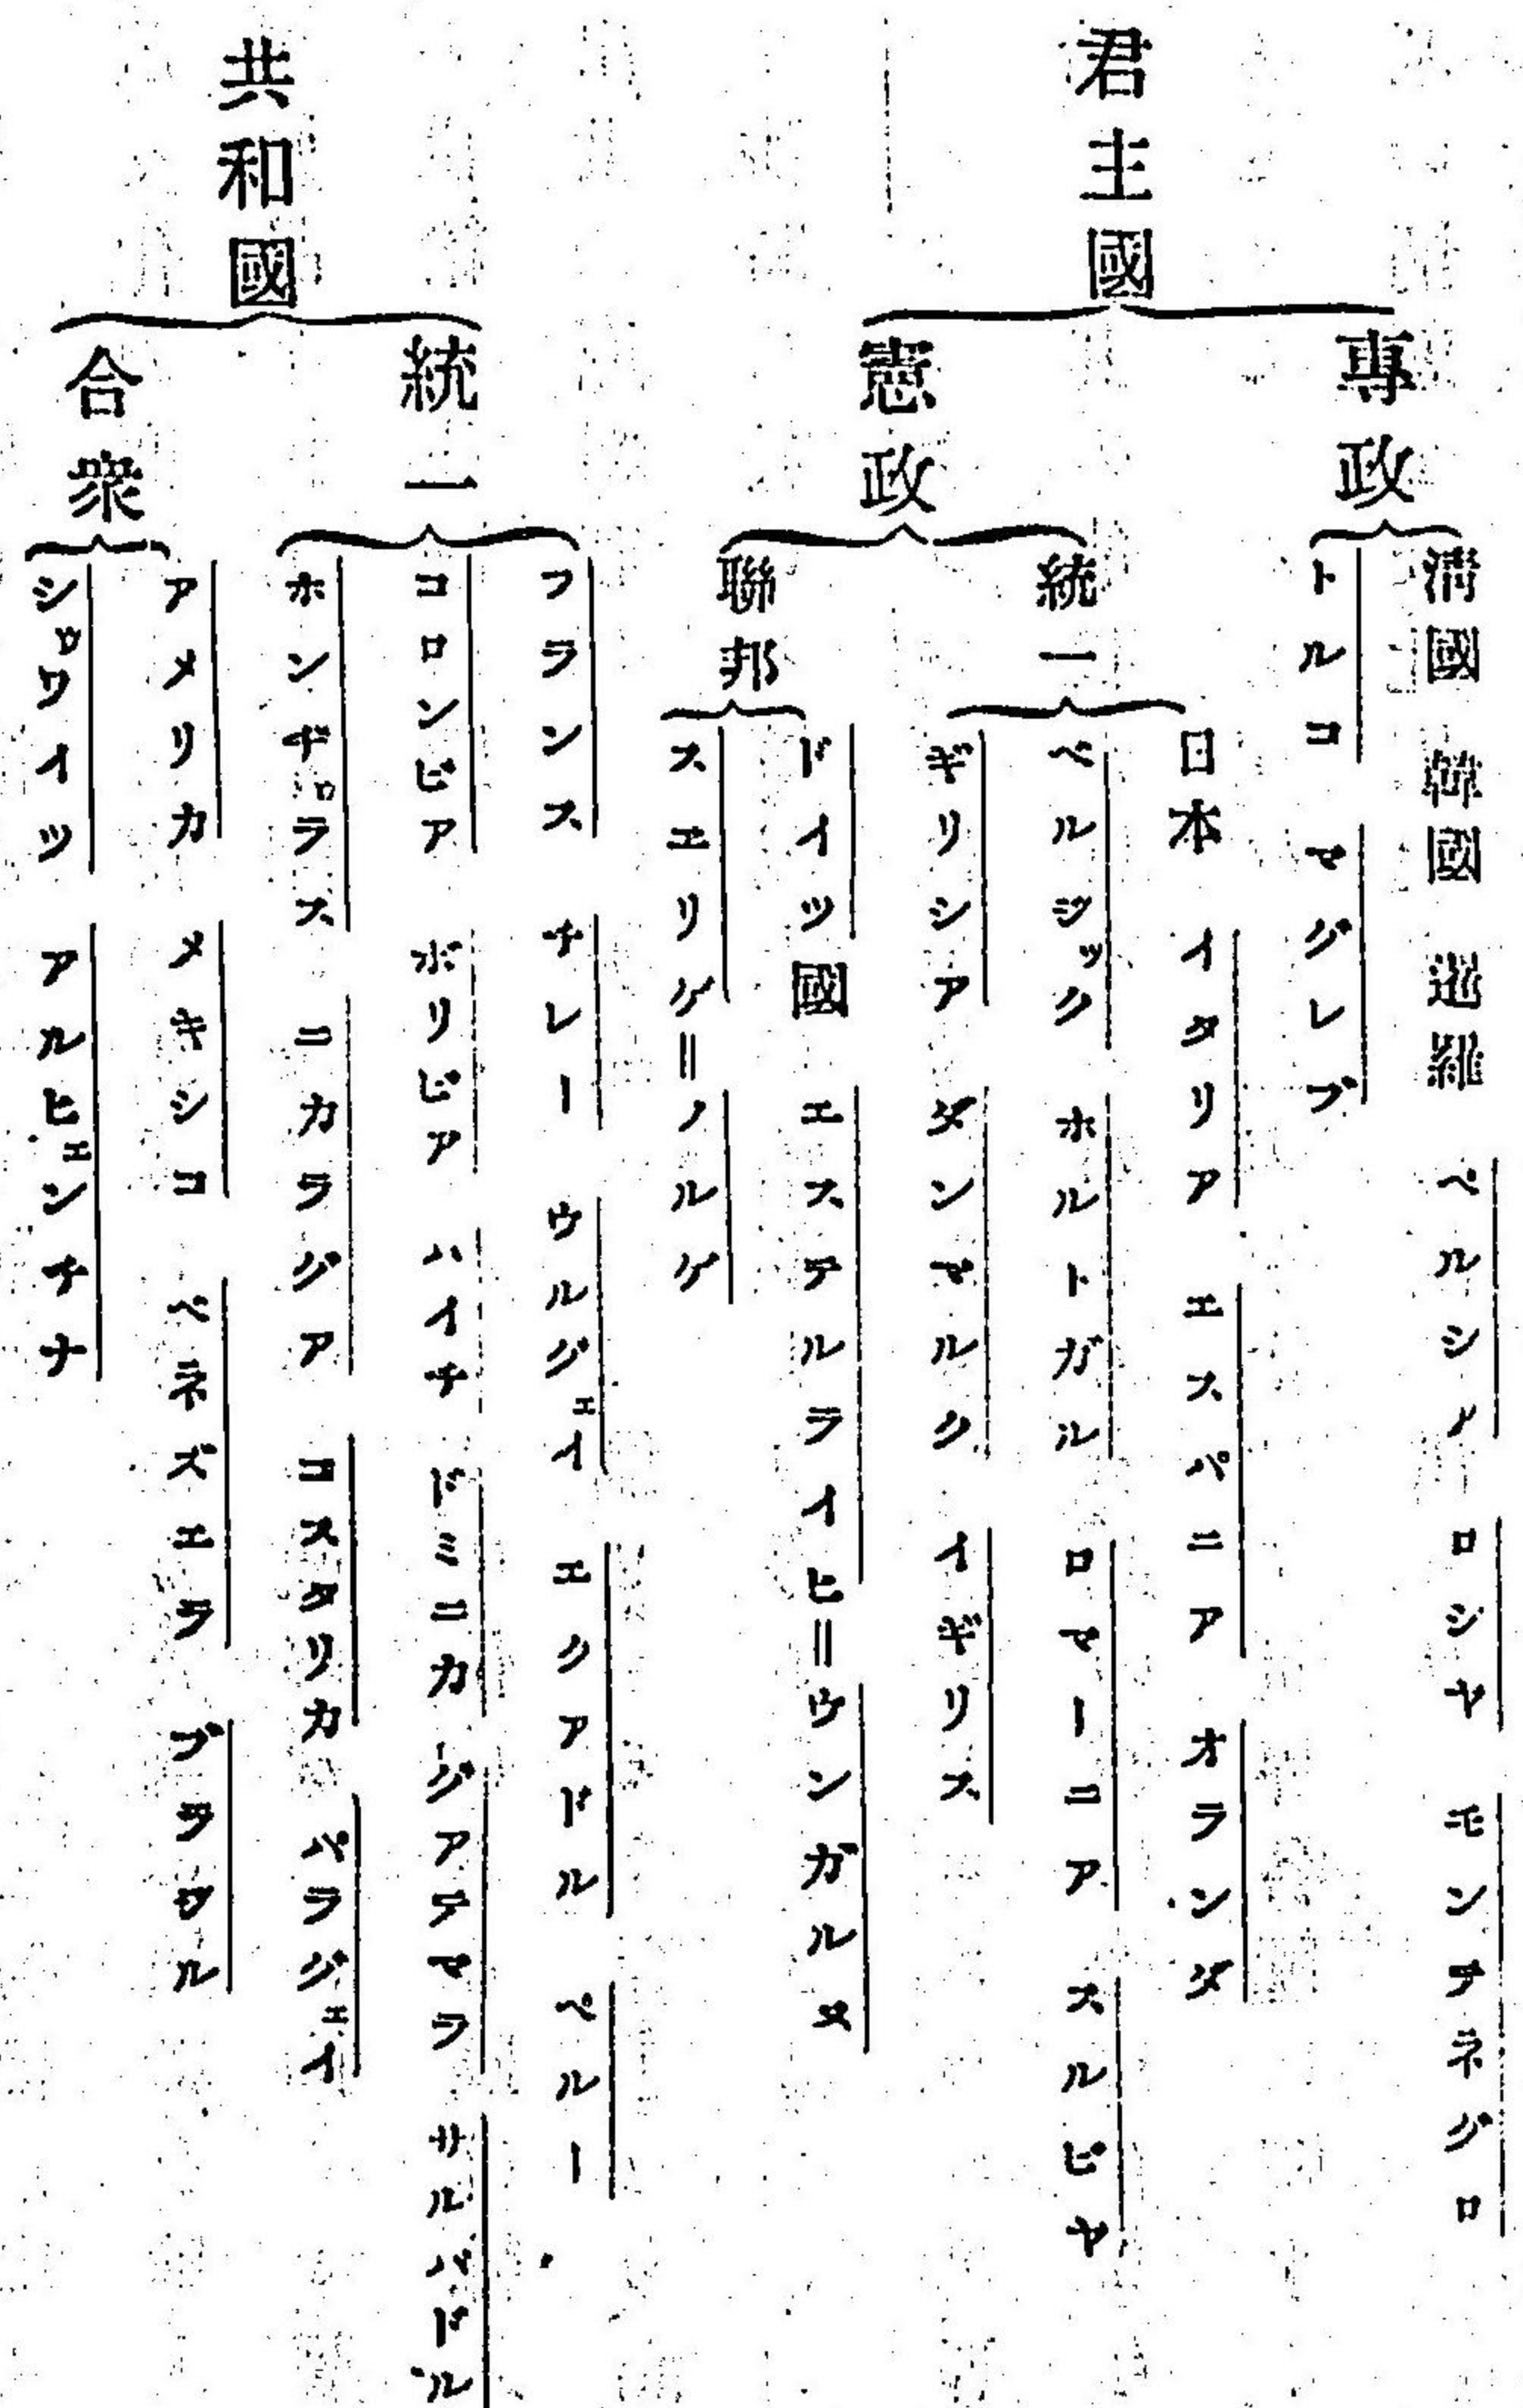 君主國
專政
淸國 韓國 暹羅 ペルシア ロシヤ モンテネグロ
トルコ マグレブ
憲政
統一
日本 イタリア エスパニア オランダ
ベルジック ホルトガル ロマーニア スルビヤ
ギリシア ダンマルク イギリス
聯邦
ドイツ國 エステルライヒ=ウンガルヌ
スエリゲ=ノルゲ
共和國
統一
フランス チレー ウルグェイ エクアドル ペルー
コロンビア ボリビア ハイチ ドミニカ グアテマラ サルバドル
ホンヂロラス ニカラグア コスタリカ パラグェイ
合衆
アメリカ メキシコ ベネズエラ ブラジル
シワイツ アルヒェンチナ